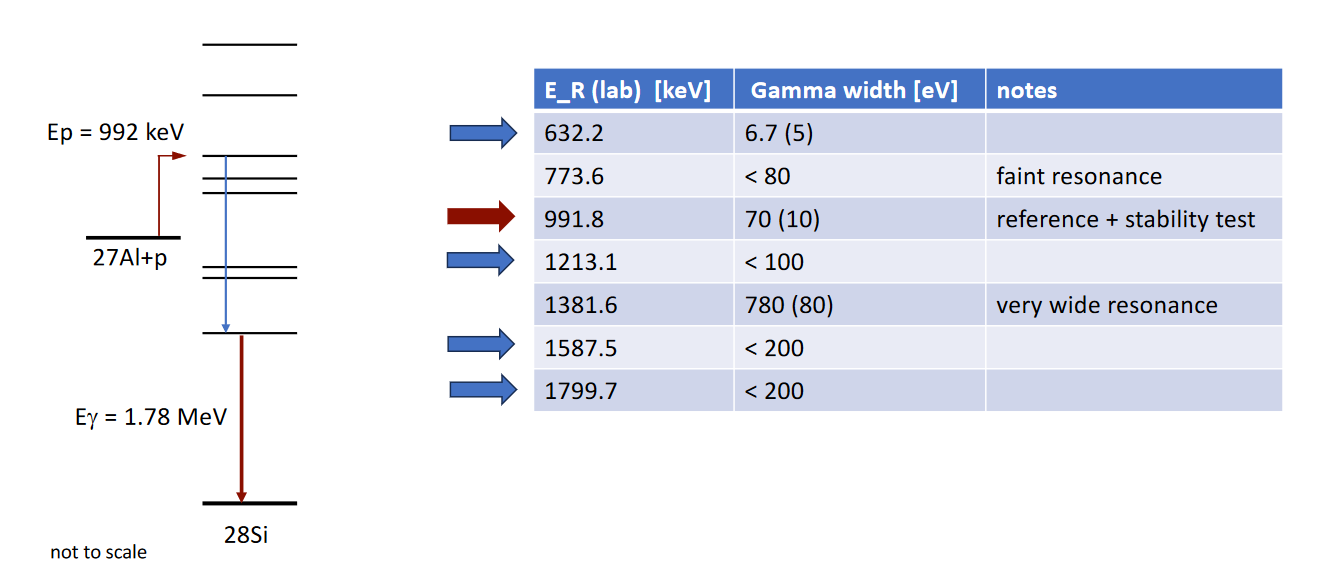 Ep = 992 keV
27Al+p
Eγ = 1.78 MeV
28Si
not to scale
E_R (lab) [keV] Gamma width [eV] notes
632.2 6.7 (5)
773.6 < 80 faint resonance
991.8 70 (10) reference + stability test
1213.1 < 100
1381.6 780 (80) very wide resonance
1587.5 < 200
1799.7 < 200